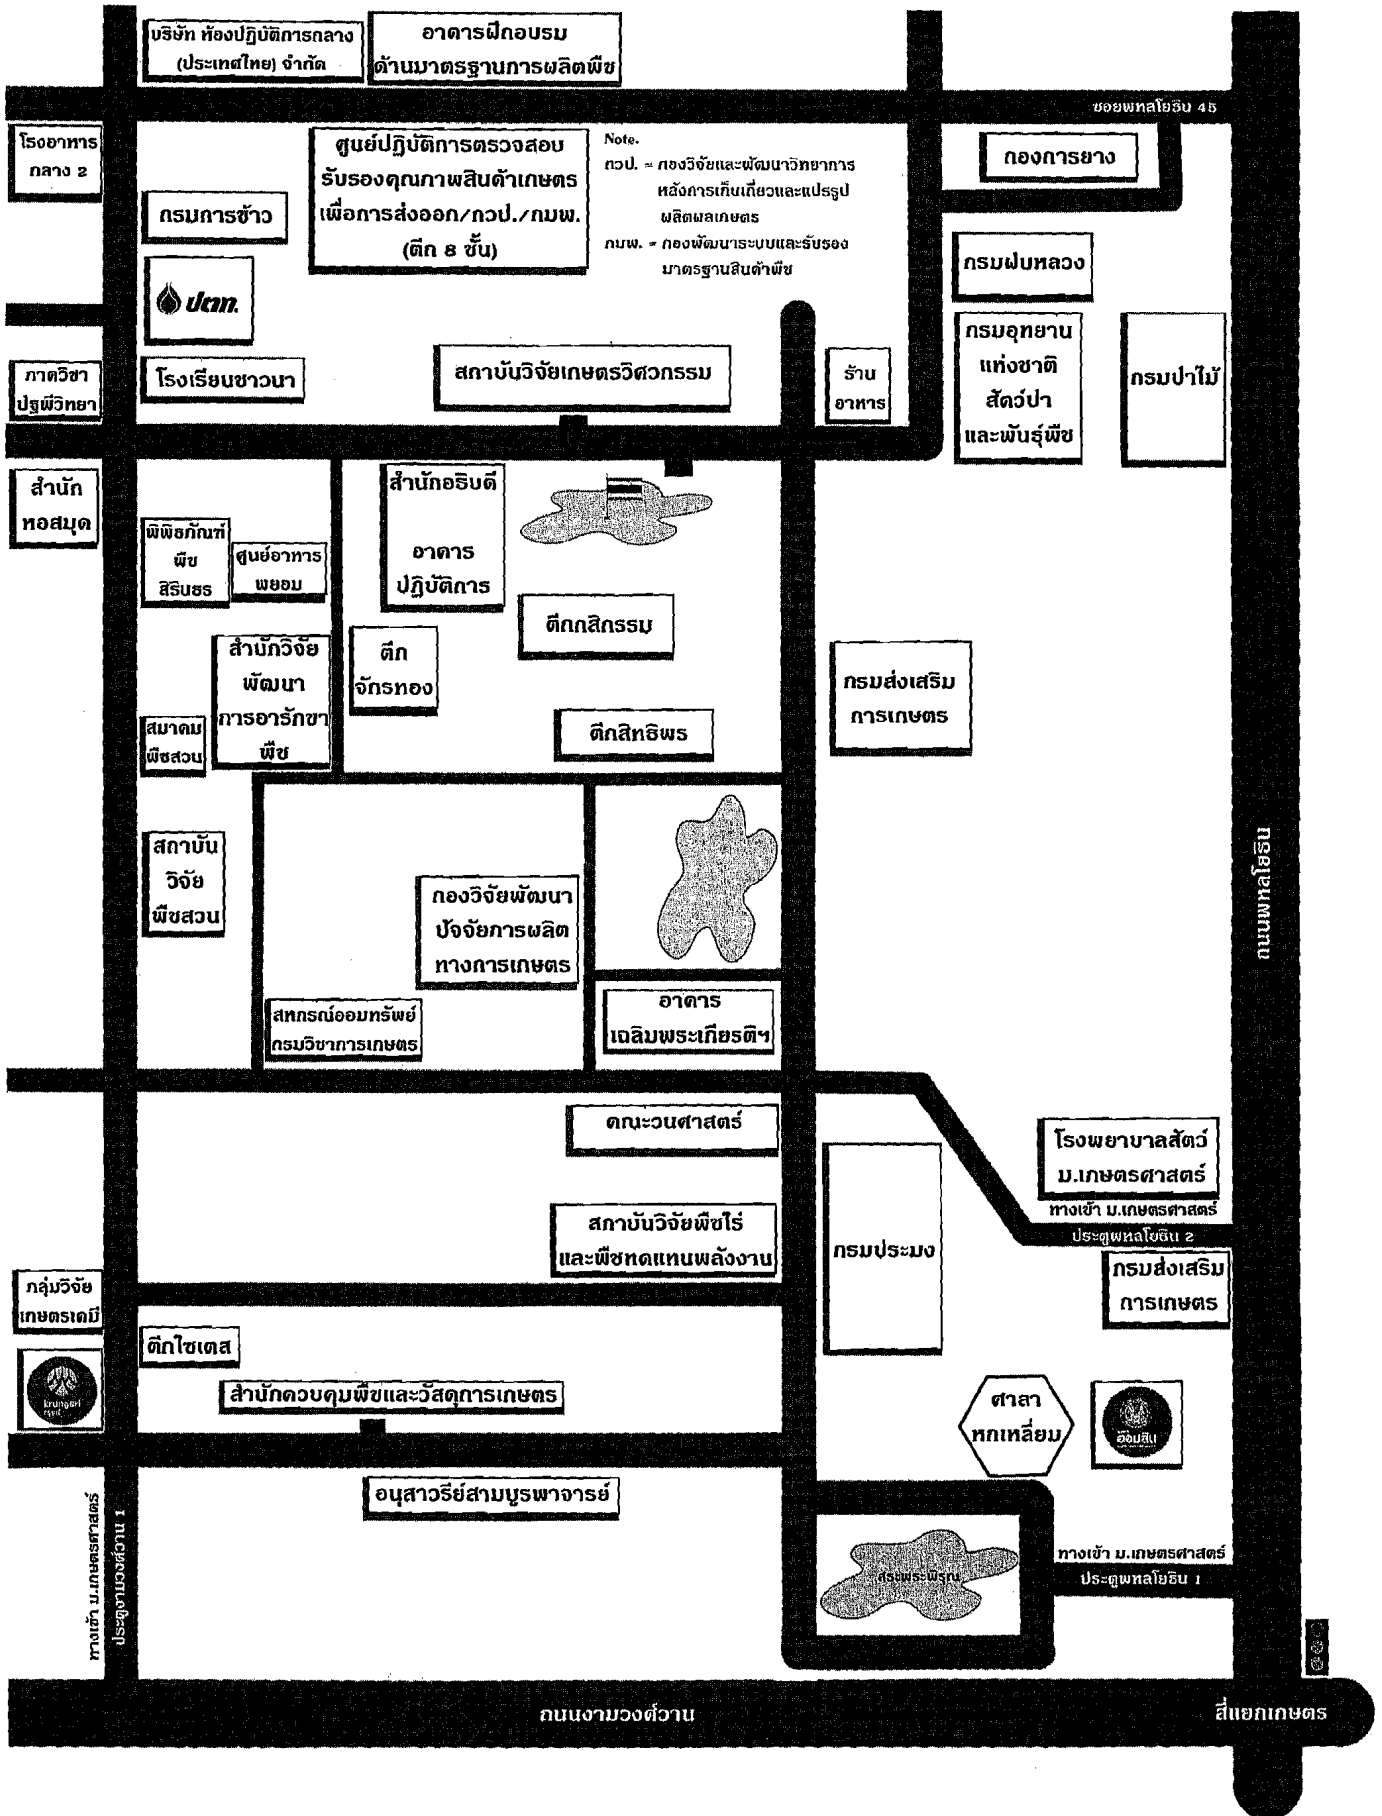 บริษัท ห้องปฏิบัติการกลาง
(ประเทศไทย) จำกัด
อาคารฝึกอบรม
ด้านมาตรฐานการผลิตพืช
ซอยพหลโยธิน 45
โรงอาหาร
กลาง 2
ศูนย์ปฏิบัติการตรวจสอบ
รับรองคุณภาพสินค้าเกษตร
เพื่อการส่งออก/กวป./กมพ.
(ตึก 8 ชั้น)
Note.
กวป. = กองวิจัยและพัฒนาวิทยาการ
หลังการเก็บเกี่ยวและแปรรูป
ผลิตผลเกษตร
กมพ. = กองพัฒนาระบบและรับรอง
มาตรฐานสินค้าพืช
กองการยาง
กรมการข้าว
กรมฝนหลวง
ปตท.
กรมอุทยาน
แห่งชาติ
สัตว์ป่า
และพันธุ์พืช
กรมป่าไม้
ภาควิชา
ปฐพีวิทยา
โรงเรียนชาวนา
สถาบันวิจัยเกษตรวิศวกรรม
ร้าน
อาหาร
สำนัก
หอสมุด
พิพิธภัณฑ์
พืช
สิรินธร
ศูนย์อาหาร
พยอม
สำนักอธิบดี
อาคาร
ปฏิบัติการ
ตึกกสิกรรม
สำนักวิจัย
พัฒนา
การอารักขา
พืช
ตึก
จักรทอง
กรมส่งเสริม
การเกษตร
สมาคม
พืชสวน
ตึกสิทธิพร
สถาบัน
วิจัย
พืชสวน
กองวิจัยพัฒนา
ปัจจัยการผลิต
ทางการเกษตร
ถนนพหลโยธิน
สหกรณ์ออมทรัพย์
กรมวิชาการเกษตร
อาคาร
เฉลิมพระเกียรติฯ
คณะวนศาสตร์
โรงพยาบาลสัตว์
ม.เกษตรศาสตร์
ทางเข้า ม.เกษตรศาสตร์
ประตูพหลโยธิน 2
สถาบันวิจัยพืชไร่
และพืชทดแทนพลังงาน
กรมประมง
กรมส่งเสริม
การเกษตร
กลุ่มวิจัย
เกษตรเคมี
ตึกไซเตส
krungsri
กรุงศรี
สำนักควบคุมพืชและวัสดุการเกษตร
ศาลา
หกเหลี่ยม
ออมสิน
อนุสาวรีย์สามบูรพาจารย์
ทางเข้า ม.เกษตรศาสตร์
ประตูงามวงศ์วาน 1
สระพระพิรุณ
ทางเข้า ม.เกษตรศาสตร์
ประตูพหลโยธิน 1
ถนนงามวงศ์วาน
สี่แยกเกษตร